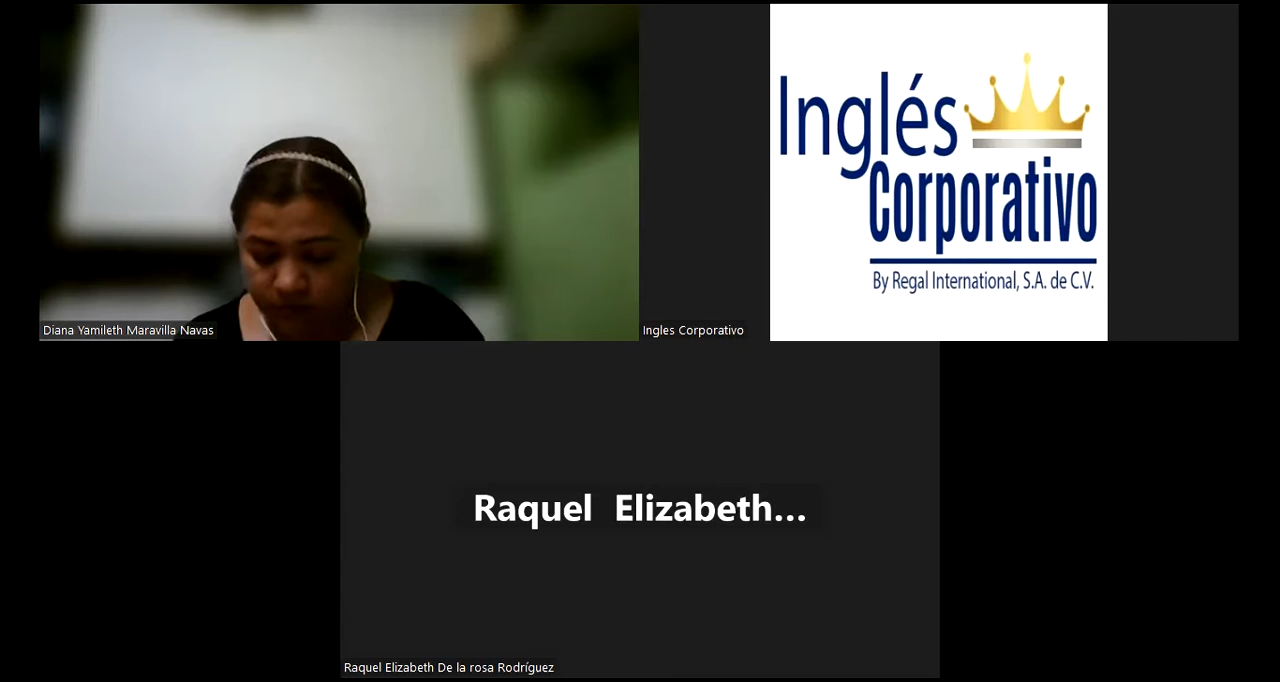 Inglés
Corporativo
By Regal International, S.A. de C.V.
Diana Yamileth Maravilla Navas
Ingles Corporativo
Raquel Elizabeth...
Raquel Elizabeth De la rosa Rodríguez